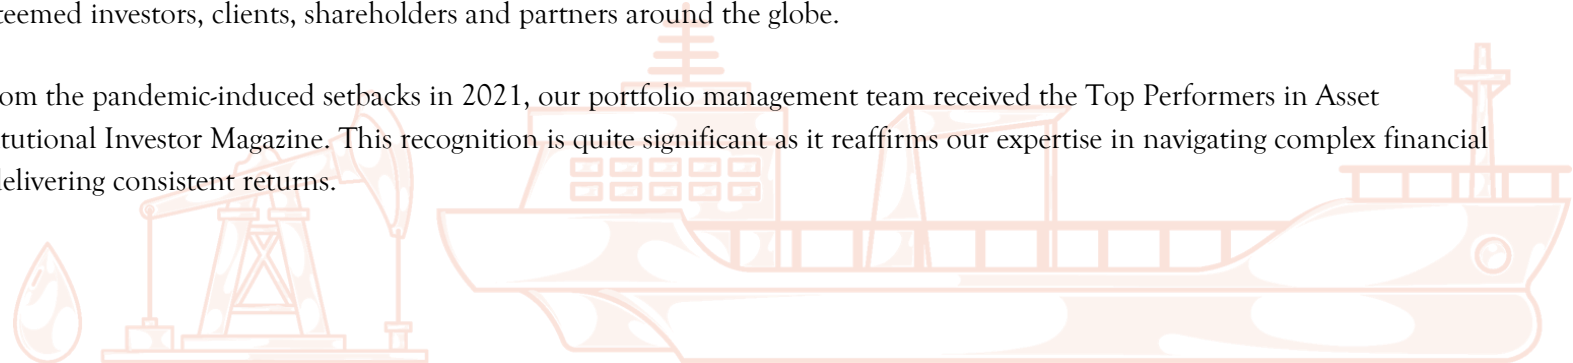 teemed investors, clients, shareholders and partners around the globe.
om the pandemic-induced setbacks in 2021, our portfolio management team received the Top Performers in Asset
tutional Investor Magazine. This recognition is quite significant as it reaffirms our expertise in navigating complex financial
delivering consistent returns.